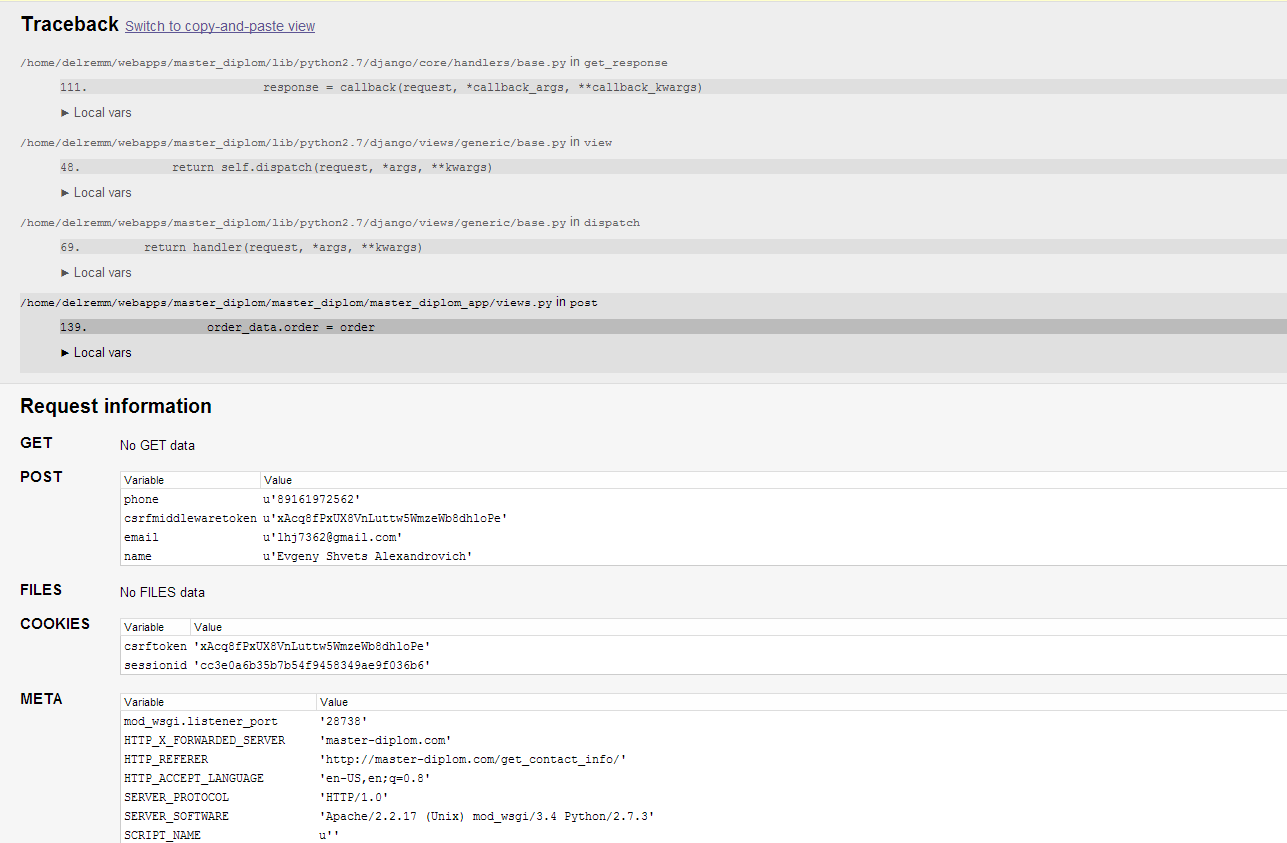 Traceback Switch to copy-and-paste view
/home/delremm/webapps/master_diplom/lib/python2.7/django/core/handlers/base.py in get_response
111. response = callback(request, *callback_args, **callback_kwargs)
► Local vars
/home/delremm/webapps/master_diplom/lib/python2.7/django/views/generic/base.py in view
48. return self.dispatch(request, *args, **kwargs)
► Local vars
/home/delremm/webapps/master_diplom/lib/python2.7/django/views/generic/base.py in dispatch
69. return handler(request, *args, **kwargs)
► Local vars
/home/delremm/webapps/master_diplom/master_diplom/master_diplom_app/views.py in post
139. order_data.order = order
► Local vars
Request information
GET No GET data
POST
Variable Value
phone u'89161972562'
csrfmiddlewaretoken u'xAcq8fPxUX8VnLuttw5WmzeWb8dhloPe'
email u'lhj7362@gmail.com'
name u'Evgeny Shvets Alexandrovich'
FILES No FILES data
COOKIES
Variable Value
csrftoken 'xAcq8fPxUX8VnLuttw5WmzeWb8dhloPe'
sessionid 'cc3e0a6b35b7b54f9458349ae9f036b6'
META
Variable Value
mod_wsgi.listener_port '28738'
HTTP_X_FORWARDED_SERVER 'master-diplom.com'
HTTP_REFERER 'http://master-diplom.com/get_contact_info/'
HTTP_ACCEPT_LANGUAGE 'en-US,en;q=0.8'
SERVER_PROTOCOL 'HTTP/1.0'
SERVER_SOFTWARE 'Apache/2.2.17 (Unix) mod_wsgi/3.4 Python/2.7.3'
SCRIPT_NAME u''